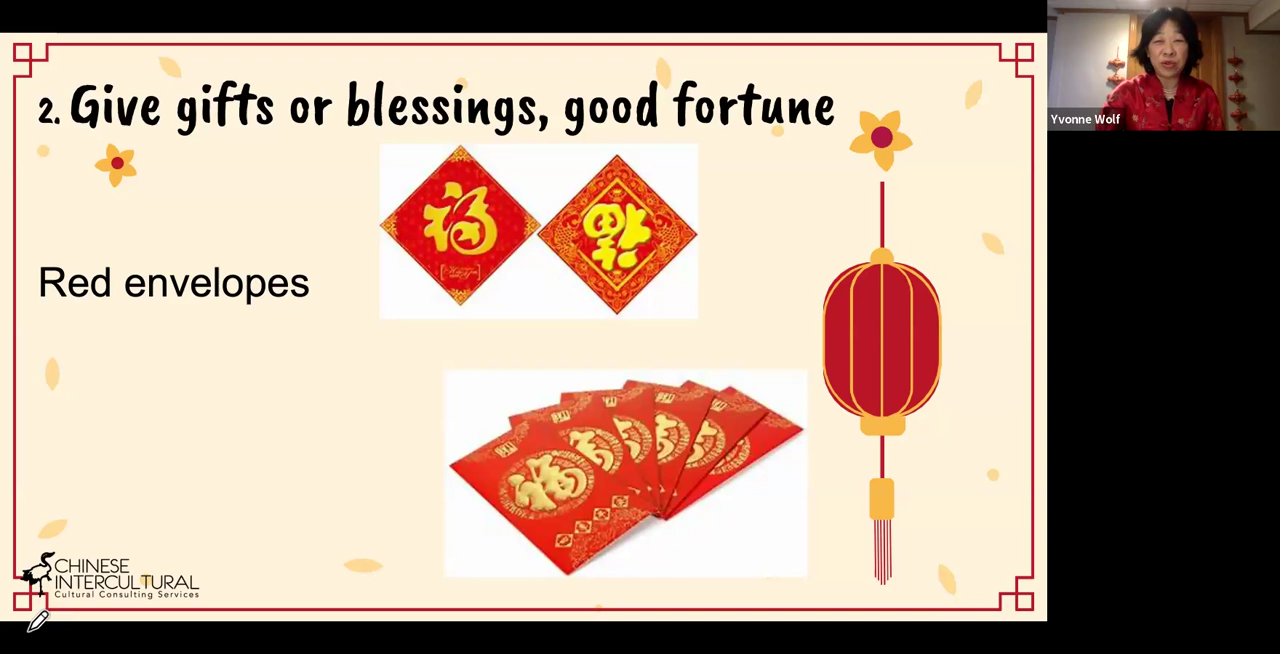 2. Give gifts or blessings, good fortune
福
福
Red envelopes
福
CHINESE
INTERCULTURAL
Cultural Consulting Services
Yvonne Wolf